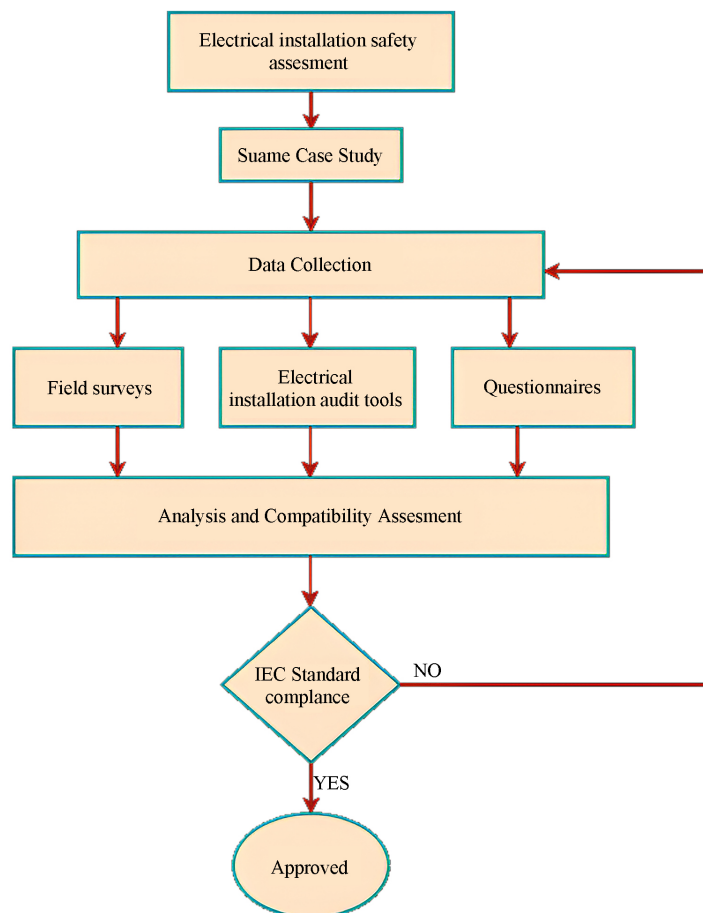 Electrical installation safety
assesment
Suame Case Study
Data Collection
Field surveys
Electrical
installation audit tools
Questionnaires
Analysis and Compatibility Assesment
IEC Standard
complance
NO
YES
Approved